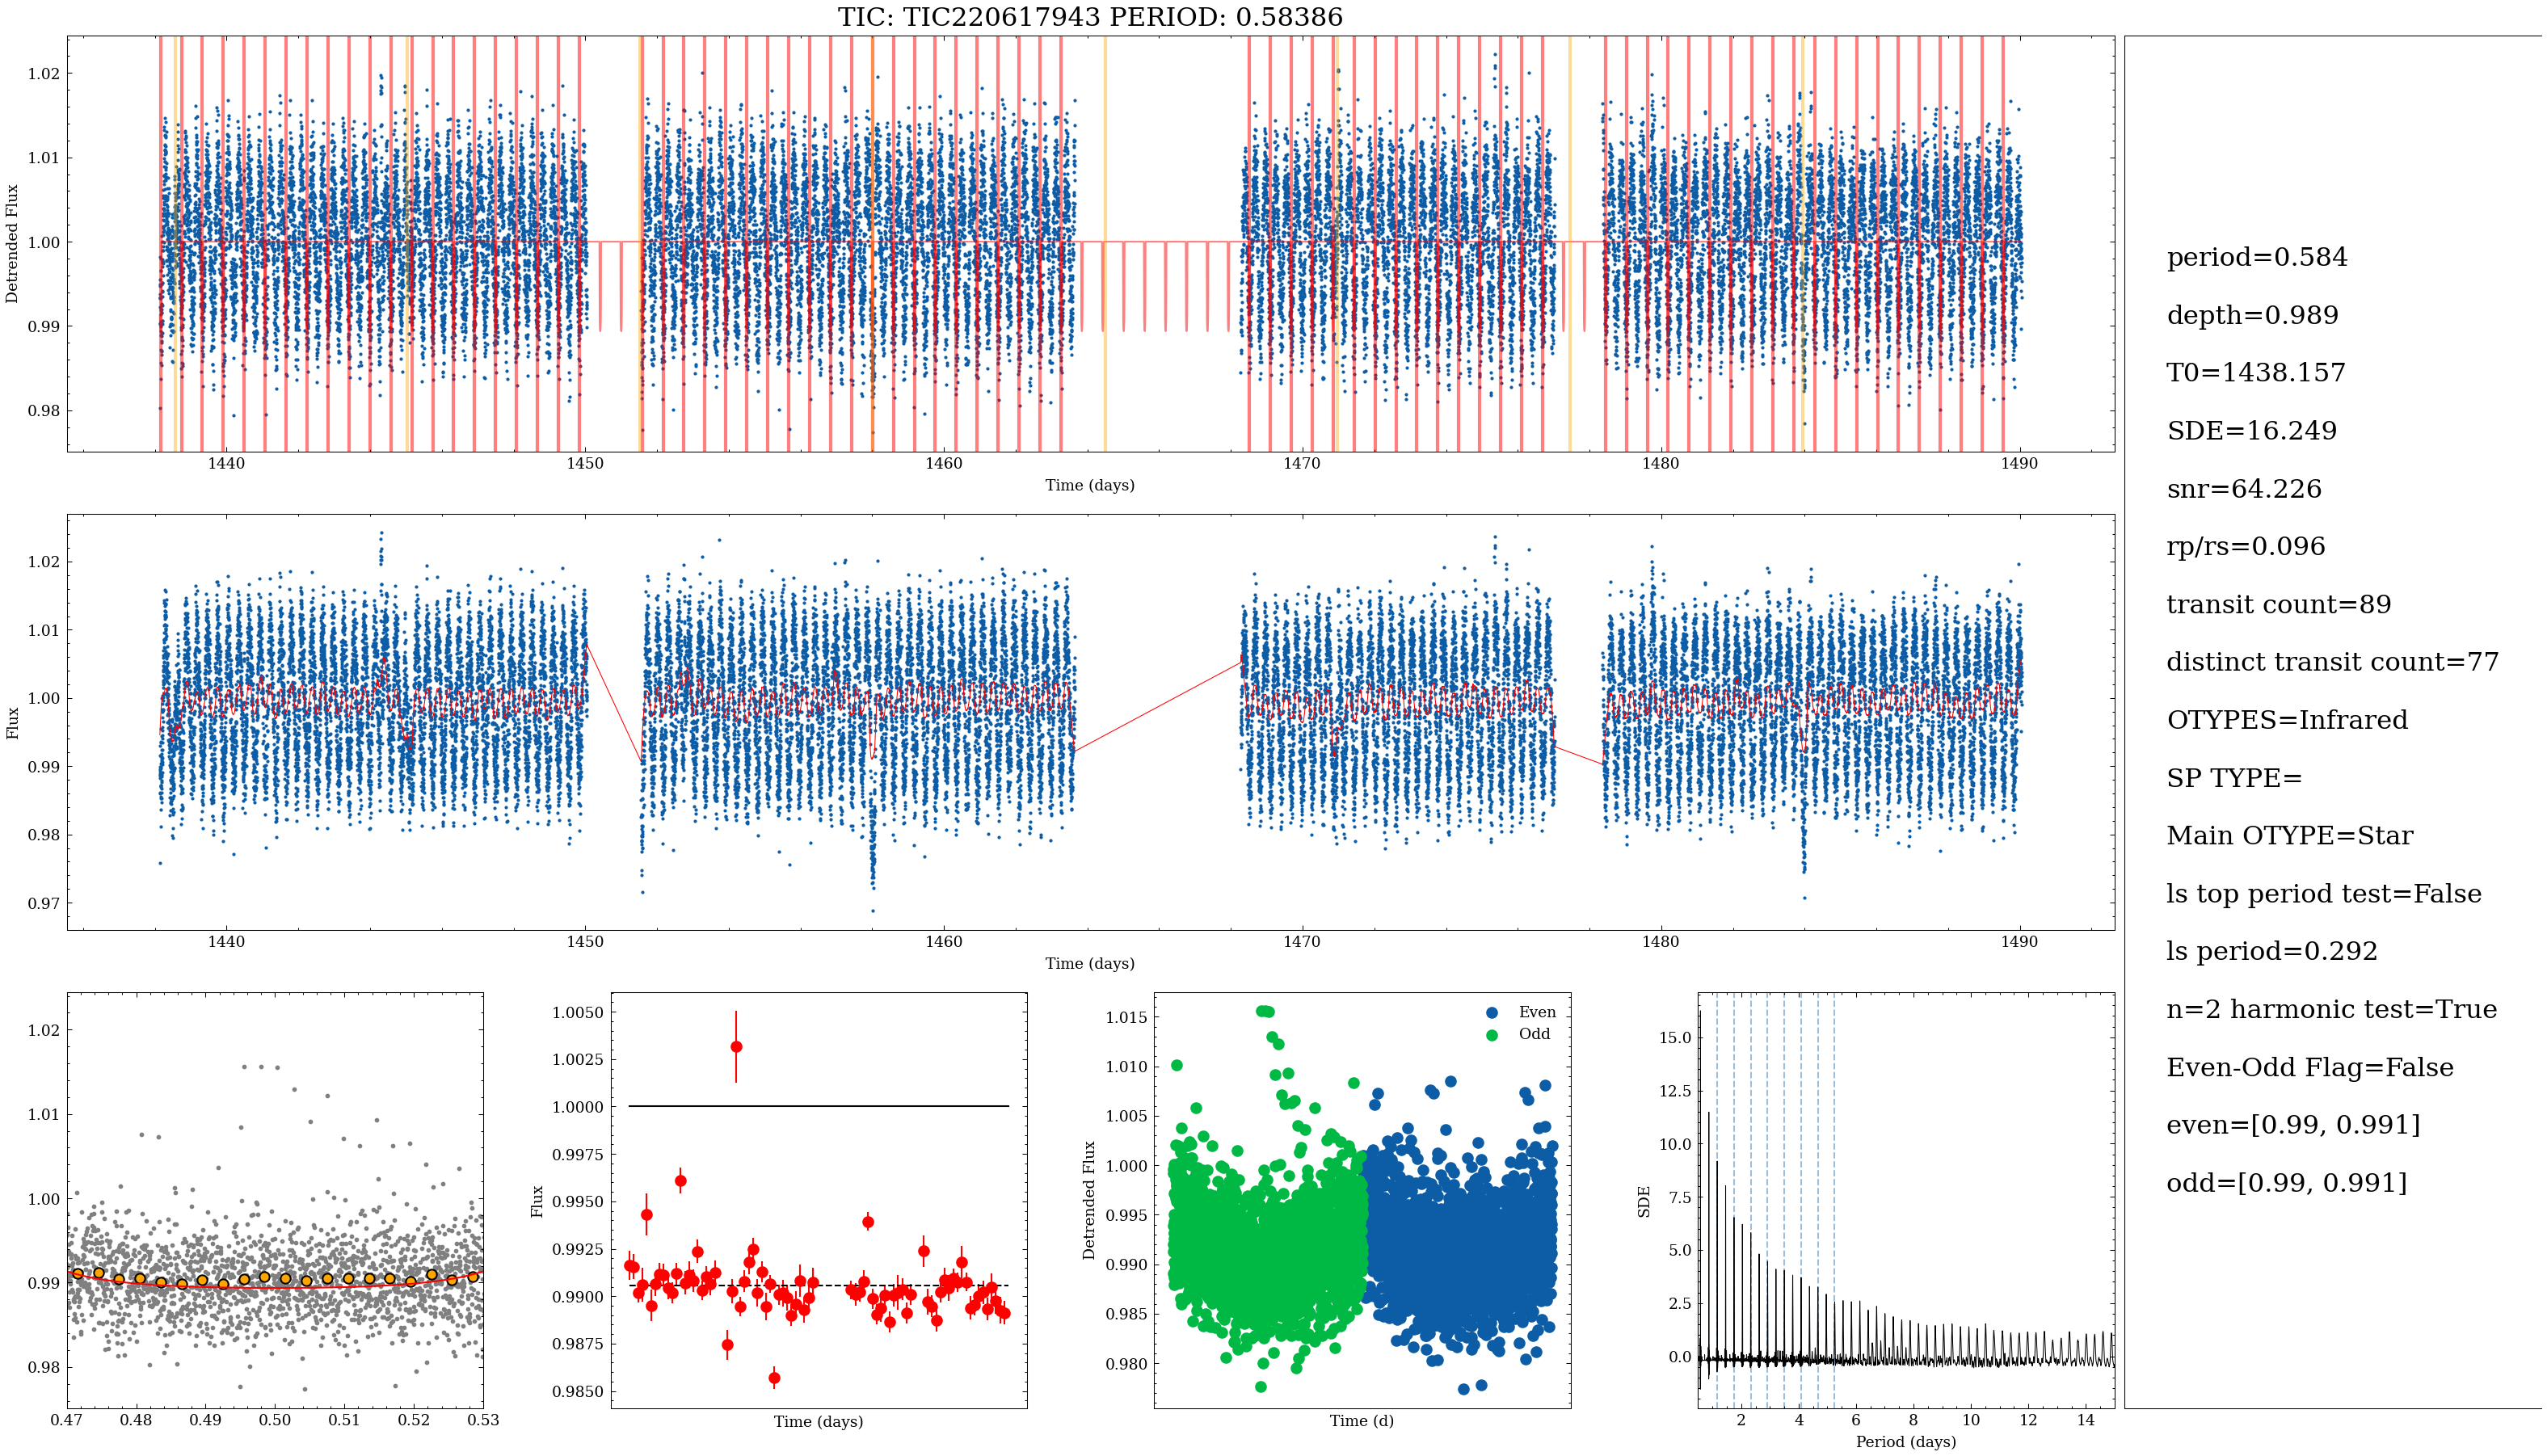 TIC: TIC220617943 PERIOD: 0.58386
Detrended Flux
1.02
1.01
1.00
0.99
0.98
1440 1450 1460 1470 1480 1490
Time (days)
Flux
1.02
1.01
1.00
0.99
0.98
0.97
1440 1450 1460 1470 1480 1490
Time (days)
1.02
1.01
1.00
0.99
0.98
0.47 0.48 0.49 0.50 0.51 0.52 0.53
Flux
1.0050
1.0025
1.0000
0.9975
0.9950
0.9925
0.9900
0.9875
0.9850
Time (days)
Detrended Flux
1.015
1.010
1.005
1.000
0.995
0.990
0.985
0.980
Even
Odd
Time (d)
SDE
15.0
12.5
10.0
7.5
5.0
2.5
0.0
2 4 6 8 10 12 14
Period (days)
period=0.584
depth=0.989
T0=1438.157
SDE=16.249
snr=64.226
rp/rs=0.096
transit count=89
distinct transit count=77
OTYPES=Infrared
SP TYPE=
Main OTYPE=Star
ls top period test=False
ls period=0.292
n=2 harmonic test=True
Even-Odd Flag=False
even=[0.99, 0.991]
odd=[0.99, 0.991]